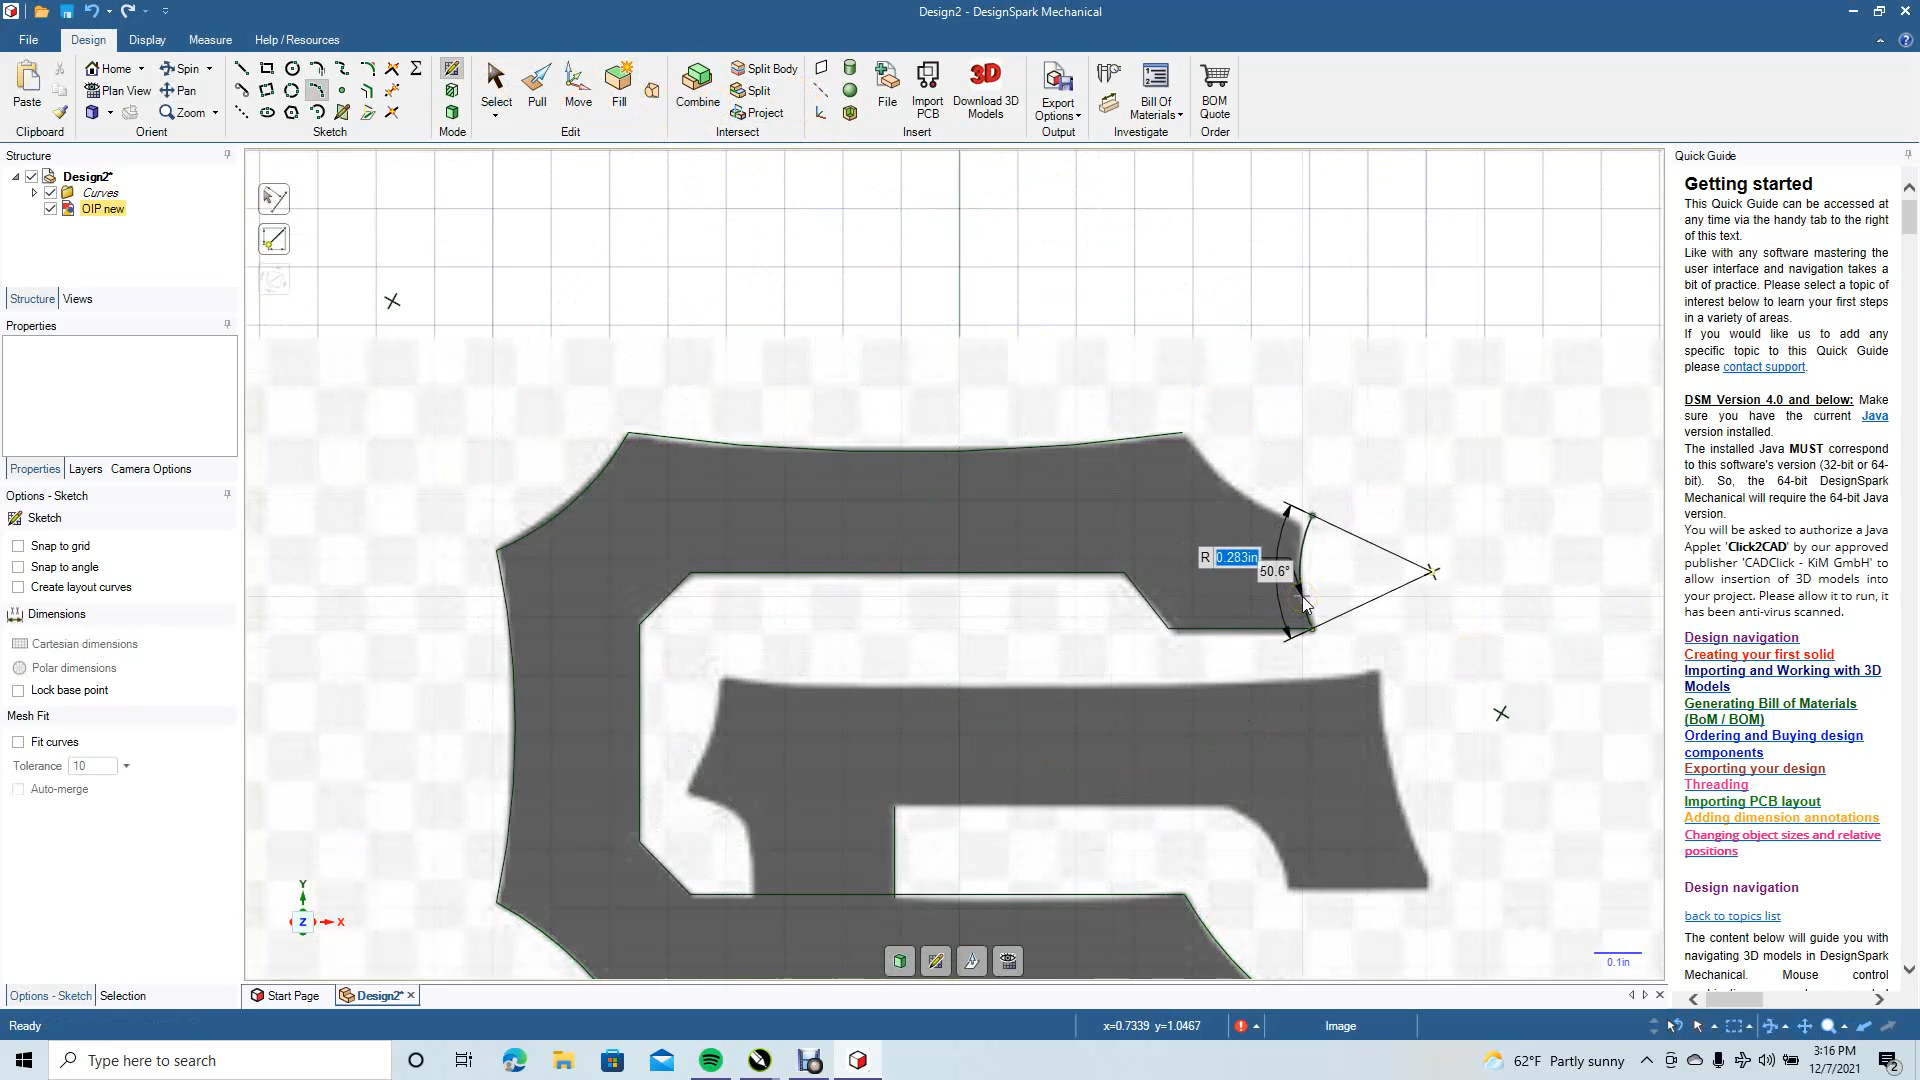 Design2 - DesignSpark Mechanical
File
Design
Display
Measure
Help / Resources
Paste
Clipboard
Home
Plan View
Spin
Pan
Zoom
Orient
Sketch
Mode
Select
Pull
Move
Fill
Edit
Combine
Split Body
Split
Project
Intersect
File
Import PCB
Download 3D Models
Insert
Export Options
Output
Bill Of Materials
Investigate
BOM Quote
Order
Structure
Design2*
Curves
OIP new
Structure
Views
Properties
Properties
Layers
Camera Options
Options - Sketch
Sketch
Snap to grid
Snap to angle
Create layout curves
Dimensions
Cartesian dimensions
Polar dimensions
Lock base point
Mesh Fit
Fit curves
Tolerance 10
Auto-merge
Options - Sketch
Selection
R 0.283in
50.6°
Y
Z
X
0.1in
Start Page
Design2*
Quick Guide
Getting started
This Quick Guide can be accessed at
any time via the handy tab to the right
of this text.
Like with any software mastering the
user interface and navigation takes a
bit of practice. Please select a topic of
interest below to learn your first steps
in a variety of areas.
If you would like us to add any
specific topic to this Quick Guide
please contact support.
DSM Version 4.0 and below: Make
sure you have the current Java
version installed.
The installed Java MUST correspond
to this software's version (32-bit or 64-
bit). So, the 64-bit DesignSpark
Mechanical will require the 64-bit Java
version.
You will be asked to authorize a Java
Applet 'Click2CAD' by our approved
publisher 'CADClick - KiM GmbH' to
allow insertion of 3D models into
your project. Please allow it to run, it
has been anti-virus scanned.
Design navigation
Creating your first solid
Importing and Working with 3D
Models
Generating Bill of Materials
(BoM / BOM)
Ordering and Buying design
components
Exporting your design
Threading
Importing PCB layout
Adding dimension annotations
Changing object sizes and relative
positions
Design navigation
back to topics list
The content below will guide you with
navigating 3D models in DesignSpark
Mechanical. Mouse control
Ready
x=0.7339 y=1.0467
Image
Type here to search
62°F Partly sunny
3:16 PM
12/7/2021
2